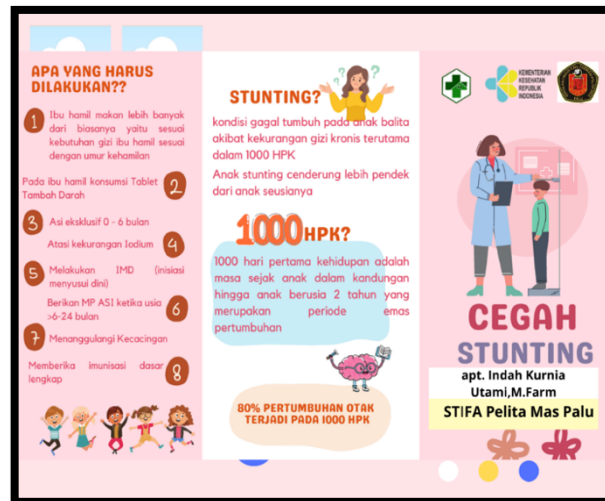 APA YANG HARUS
DILAKUKAN??
1 Ibu hamil makan lebih banyak
dari biasanya yaitu sesuai
kebutuhan gizi ibu hamil sesuai
dengan umur kehamilan
Pada ibu hamil konsumsi Tablet
Tambah Darah 2
3 Asi eksklusif 0 - 6 bulan
Atasi kekurangan Iodium 4
5 Melakukan IMD (inisiasi
menyusui dini)
Berikan MP ASI ketika usia
>6-24 bulan 6
7 Menanggulangi Kecacingan
Memberika imunisasi dasar
lengkap 8
STUNTING?
kondisi gagal tumbuh pada anak balita
akibat kekurangan gizi kronis terutama
dalam 1000 HPK
Anak stunting cenderung lebih pendek
dari anak seusianya
1000 HPK?
1000 hari pertama kehidupan adalah
masa sejak anak dalam kandungan
hingga anak berusia 2 tahun yang
merupakan periode emas
pertumbuhan
80% PERTUMBUHAN OTAK
TERJADI PADA 1000 HPK
KEMENTERIAN
KESEHATAN
REPUBLIK
INDONESIA
CEGAH
STUNTING
apt. Indah Kurnia
Utami,M.Farm
STIFA Pelita Mas Palu